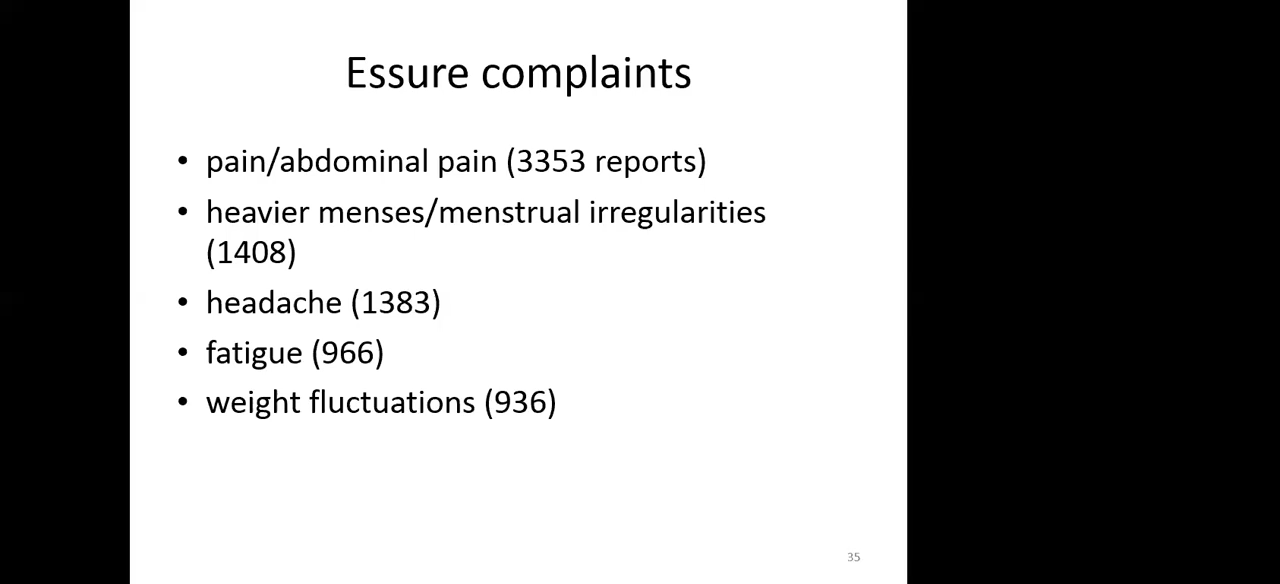 Essure complaints
• pain/abdominal pain (3353 reports)
• heavier menses/menstrual irregularities
(1408)
• headache (1383)
• fatigue (966)
• weight fluctuations (936)
35